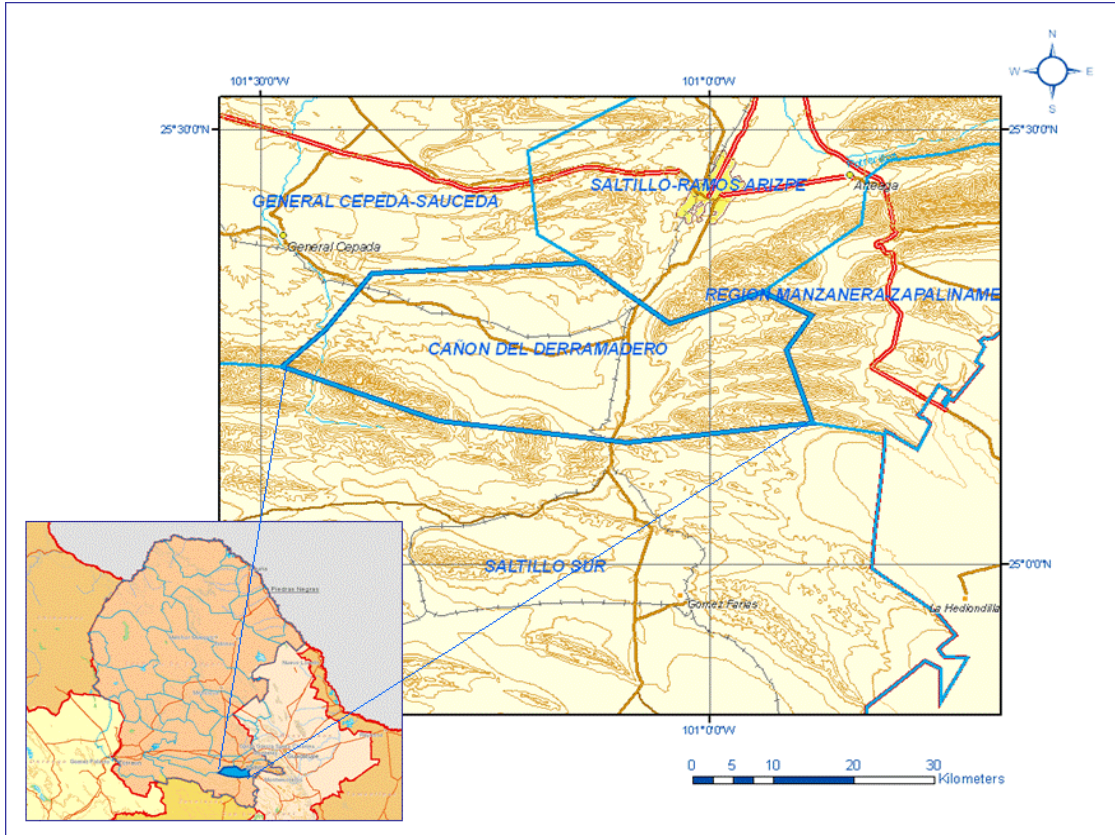 N
W E
S
101°30'0"W 101°0'0"W
25°30'0"N 25°30'0"N
SALTILLO-RAMOS ARIZPE
Arteaga
GENERAL CEPEDA-SAUCEDA
General Cepada
REGION MANZANERA ZAPALINAME
CAÑON DEL DERRAMADERO
SALTILLO SUR
25°0'0"N
Gomez Farias
La Hediondilla
Piedras Negras
101°0'0"W
0 5 10 20 30
Kilometers